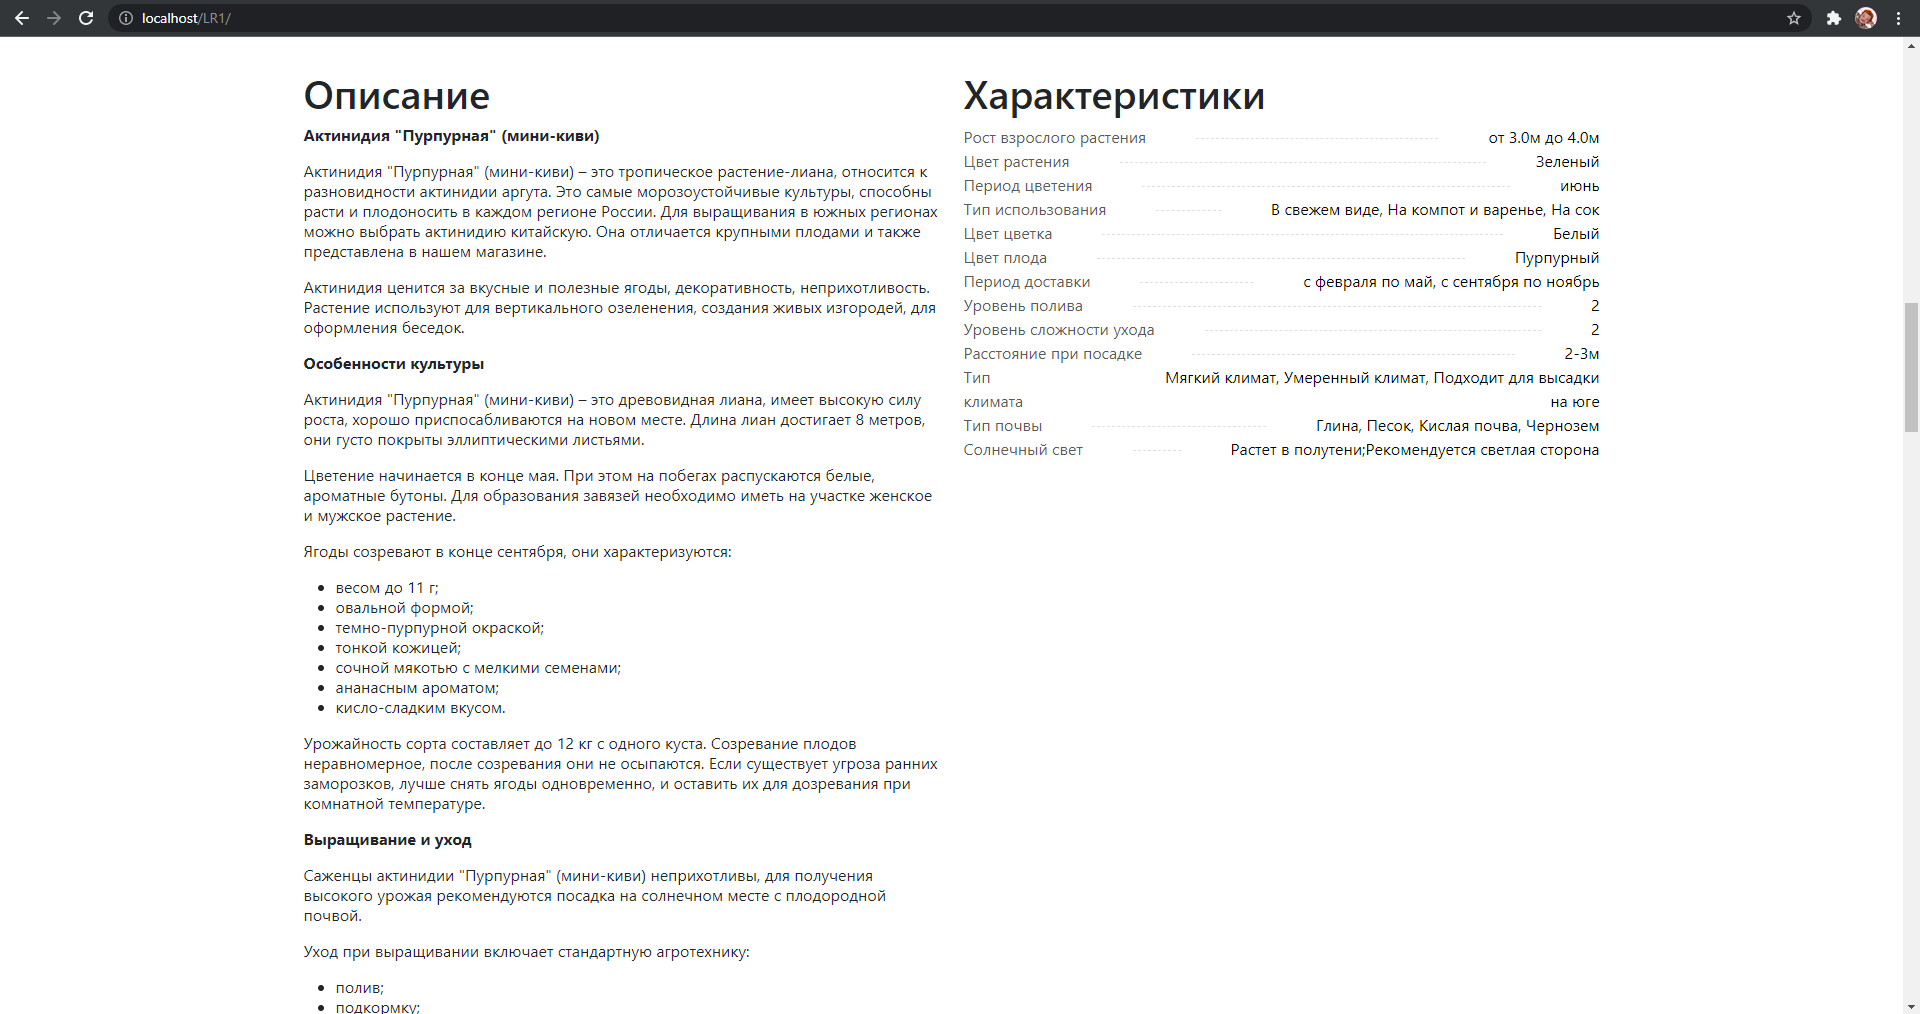 localhost/LR1/
Описание
Актинидия "Пурпурная" (мини-киви)
Актинидия "Пурпурная" (мини-киви) – это тропическое растение-лиана, относится к
разновидности актинидии аргута. Это самые морозоустойчивые культуры, способны
расти и плодоносить в каждом регионе России. Для выращивания в южных регионах
можно выбрать актинидию китайскую. Она отличается крупными плодами и также
представлена в нашем магазине.
Актинидия ценится за вкусные и полезные ягоды, декоративность, неприхотливость.
Растение используют для вертикального озеленения, создания живых изгородей, для
оформления беседок.
Особенности культуры
Актинидия "Пурпурная" (мини-киви) – это древовидная лиана, имеет высокую силу
роста, хорошо приспосабливаются на новом месте. Длина лиан достигает 8 метров,
они густо покрыты эллиптическими листьями.
Цветение начинается в конце мая. При этом на побегах распускаются белые,
ароматные бутоны. Для образования завязей необходимо иметь на участке женское
и мужское растение.
Ягоды созревают в конце сентября, они характеризуются:
весом до 11 г;
овальной формой;
темно-пурпурной окраской;
тонкой кожицей;
сочной мякотью с мелкими семенами;
ананасным ароматом;
кисло-сладким вкусом.
Урожайность сорта составляет до 12 кг с одного куста. Созревание плодов
неравномерное, после созревания они не осыпаются. Если существует угроза ранних
заморозков, лучше снять ягоды одновременно, и оставить их для дозревания при
комнатной температуре.
Выращивание и уход
Саженцы актинидии "Пурпурная" (мини-киви) неприхотливы, для получения
высокого урожая рекомендуются посадка на солнечном месте с плодородной
почвой.
Уход при выращивании включает стандартную агротехнику:
полив;
подкормку;
Характеристики
Рост взрослого растения от 3.0м до 4.0м
Цвет растения Зеленый
Период цветения июнь
Тип использования В свежем виде, На компот и варенье, На сок
Цвет цветка Белый
Цвет плода Пурпурный
Период доставки с февраля по май, с сентября по ноябрь
Уровень полива 2
Уровень сложности ухода 2
Расстояние при посадке 2-3м
Тип Мягкий климат, Умеренный климат, Подходит для высадки
климата на юге
Тип почвы Глина, Песок, Кислая почва, Чернозем
Солнечный свет Растет в полутени;Рекомендуется светлая сторона